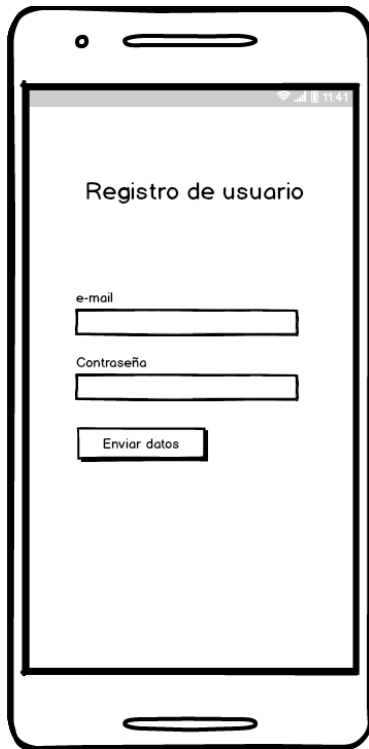 11:41
Registro de usuario
e-mail
Contraseña
Enviar datos